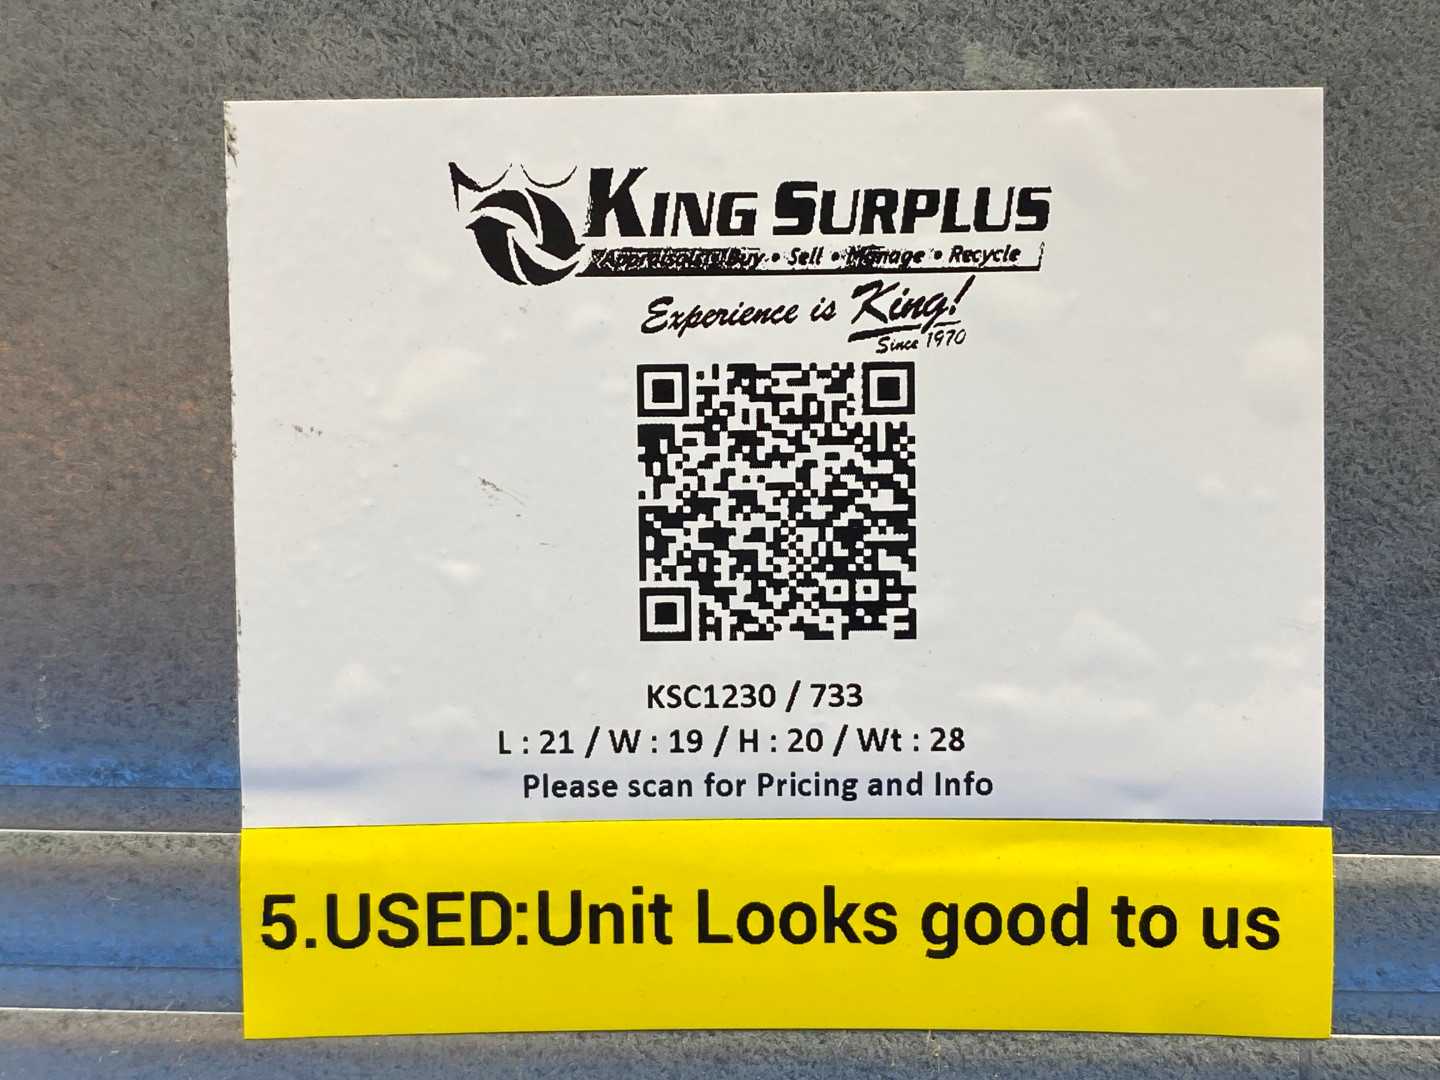 KING SURPLUS
Appraisals • Buy • Sell • Manage • Recycle
Experience is King!
Since 1970
KSC1230 / 733
L : 21 / W : 19 / H : 20 / Wt : 28
Please scan for Pricing and Info
5.USED:Unit Looks good to us